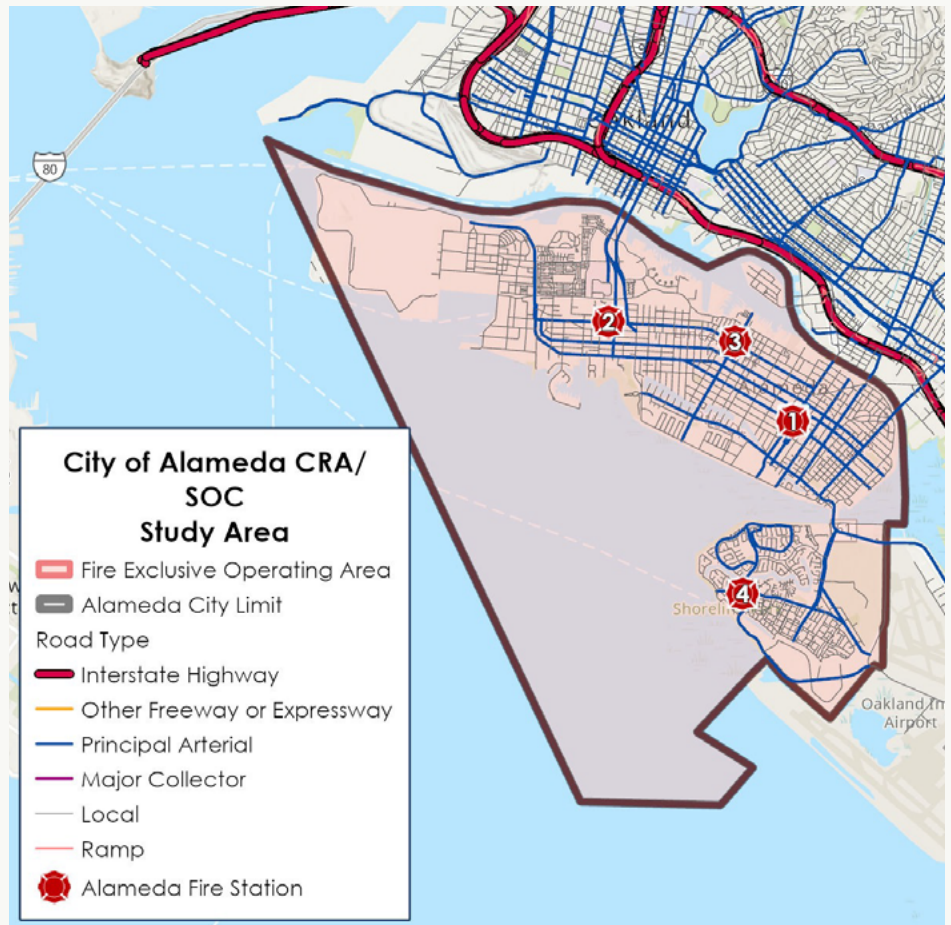 80
Oakland
2
3
Alameda
1
4
City of Alameda CRA/
SOC
Study Area
Fire Exclusive Operating Area
Alameda City Limit
Road Type
Interstate Highway
Other Freeway or Expressway
Principal Arterial
Major Collector
Local
Ramp
Alameda Fire Station
Oakland In
Airport